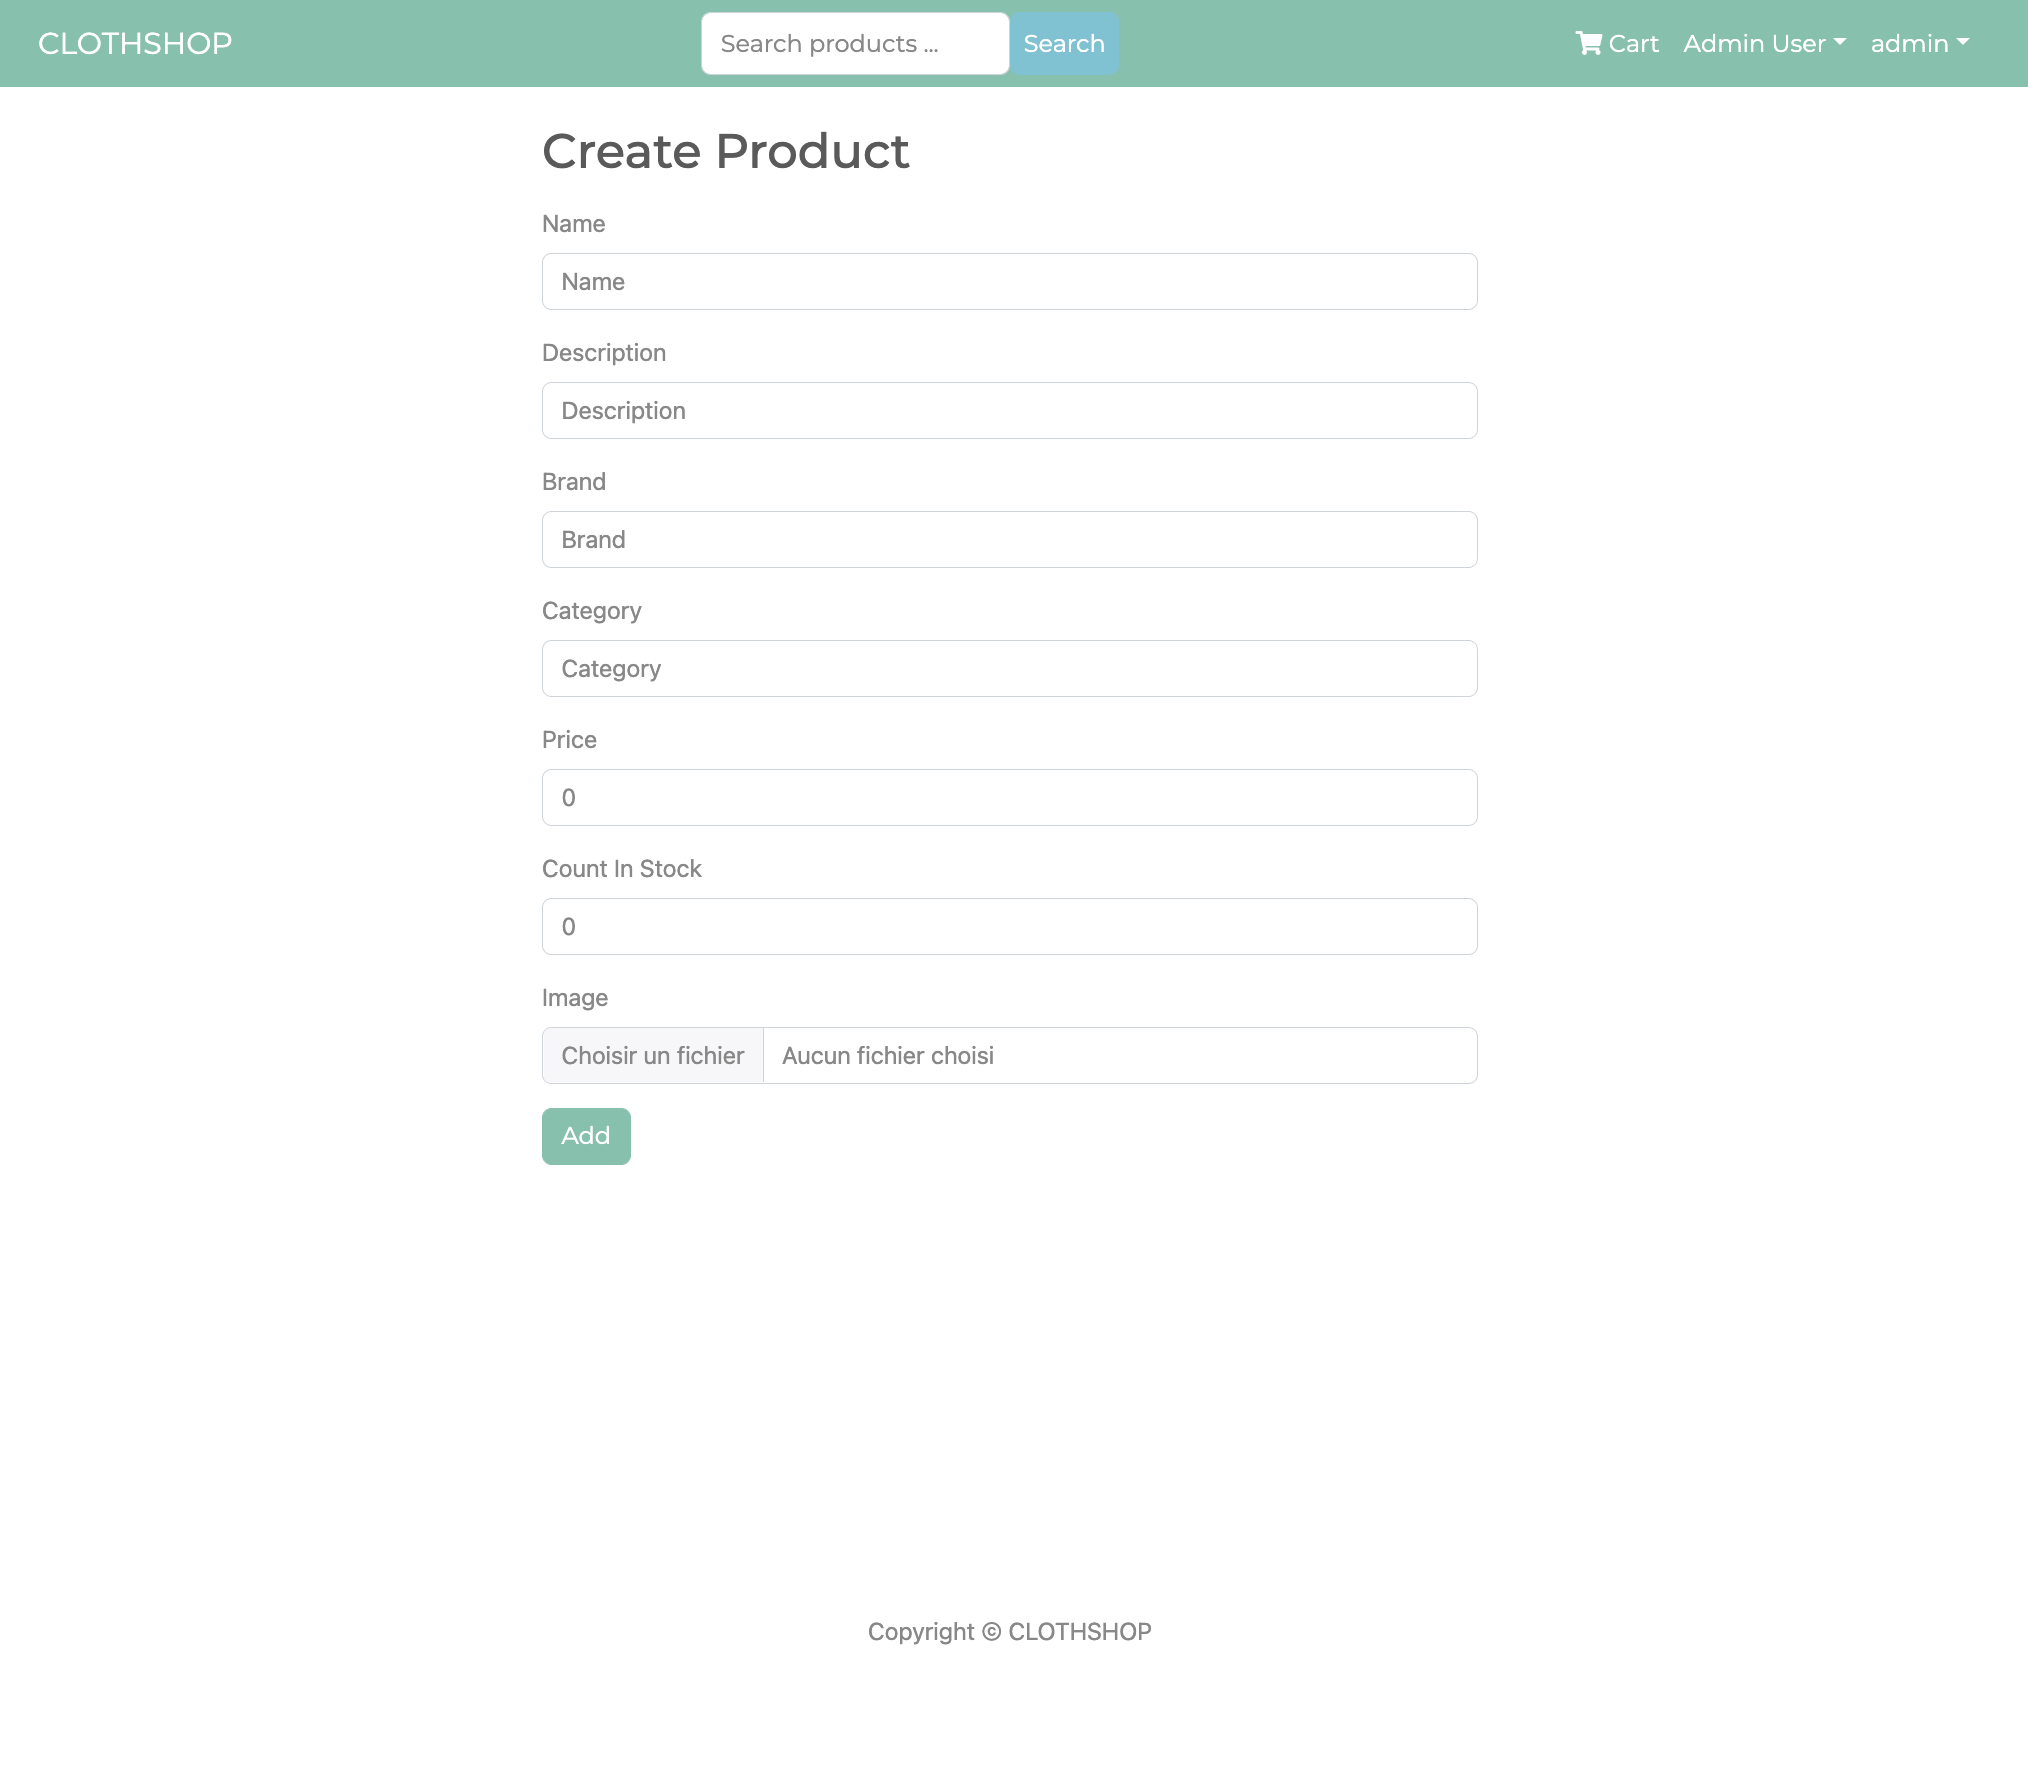 CLOTHSHOP
Search products ...
Search
Cart
Admin User
admin
Create Product
Name
Name
Description
Description
Brand
Brand
Category
Category
Price
0
Count In Stock
0
Image
Choisir un fichier
Aucun fichier choisi
Add
Copyright © CLOTHSHOP